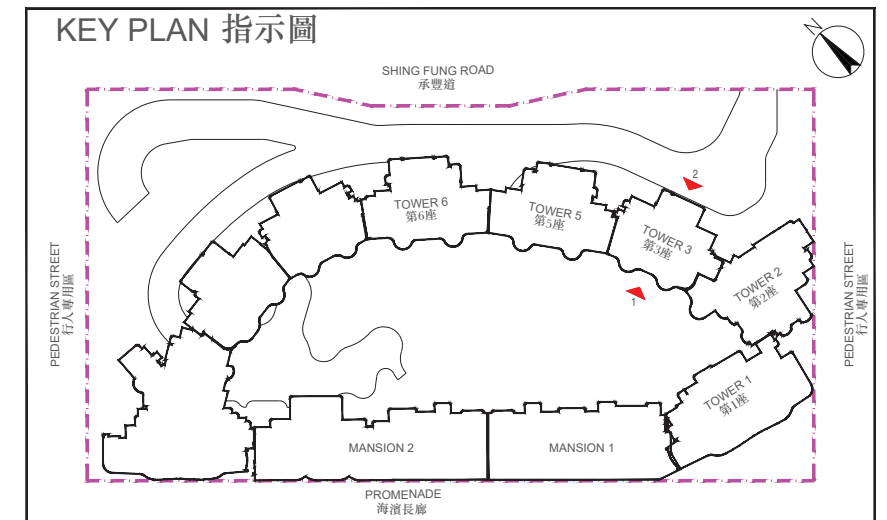 KEY PLAN 指示圖
N
SHING FUNG ROAD
承豐道
2
TOWER 6
第6座
TOWER 5
第5座
TOWER 3
第3座
TOWER 2
第2座
PEDESTRIAN STREET
行人專用區
PEDESTRIAN STREET
行人專用區
1
TOWER 1
第1座
MANSION 2
MANSION 1
PROMENADE
海濱長廊